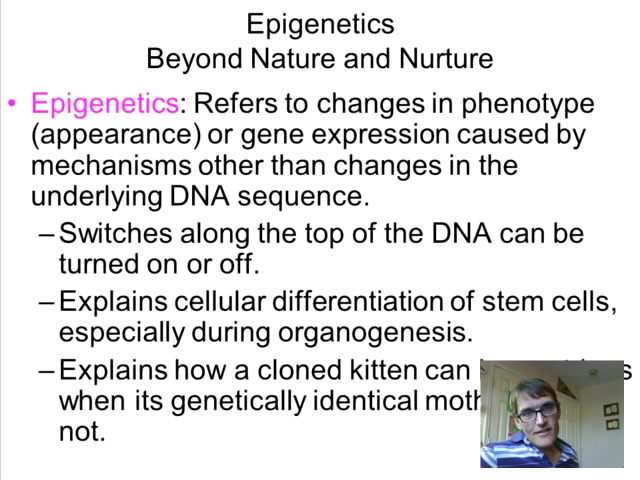 Epigenetics
Beyond Nature and Nurture
• Epigenetics: Refers to changes in phenotype
(appearance) or gene expression caused by
mechanisms other than changes in the
underlying DNA sequence.
–Switches along the top of the DNA can be
turned on or off.
–Explains cellular differentiation of stem cells,
especially during organogenesis.
–Explains how a cloned kitten can
when its genetically identical
not.